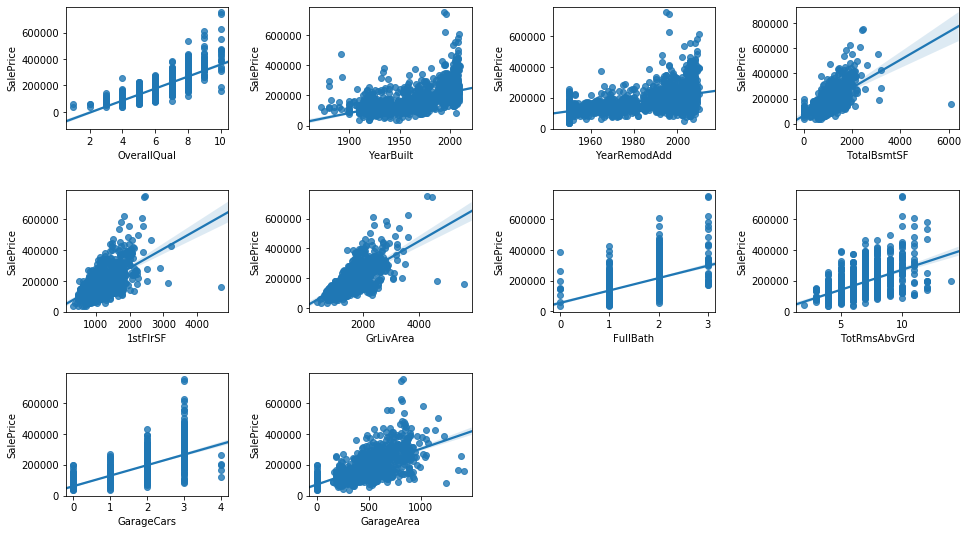 600000
400000
200000
0
SalePrice
2 4 6 8 10
OverallQual
600000
400000
200000
0
SalePrice
1900 1950 2000
YearBuilt
600000
400000
200000
0
SalePrice
1960 1980 2000
YearRemodAdd
800000
600000
400000
200000
0
SalePrice
0 2000 4000 6000
TotalBsmtSF
600000
400000
200000
0
SalePrice
1000 2000 3000 4000
1stFlrSF
600000
400000
200000
0
SalePrice
2000 4000
GrLivArea
600000
400000
200000
0
SalePrice
0 1 2 3
FullBath
600000
400000
200000
0
SalePrice
5 10
TotRmsAbvGrd
600000
400000
200000
0
SalePrice
0 1 2 3 4
GarageCars
600000
400000
200000
0
SalePrice
0 500 1000
GarageArea